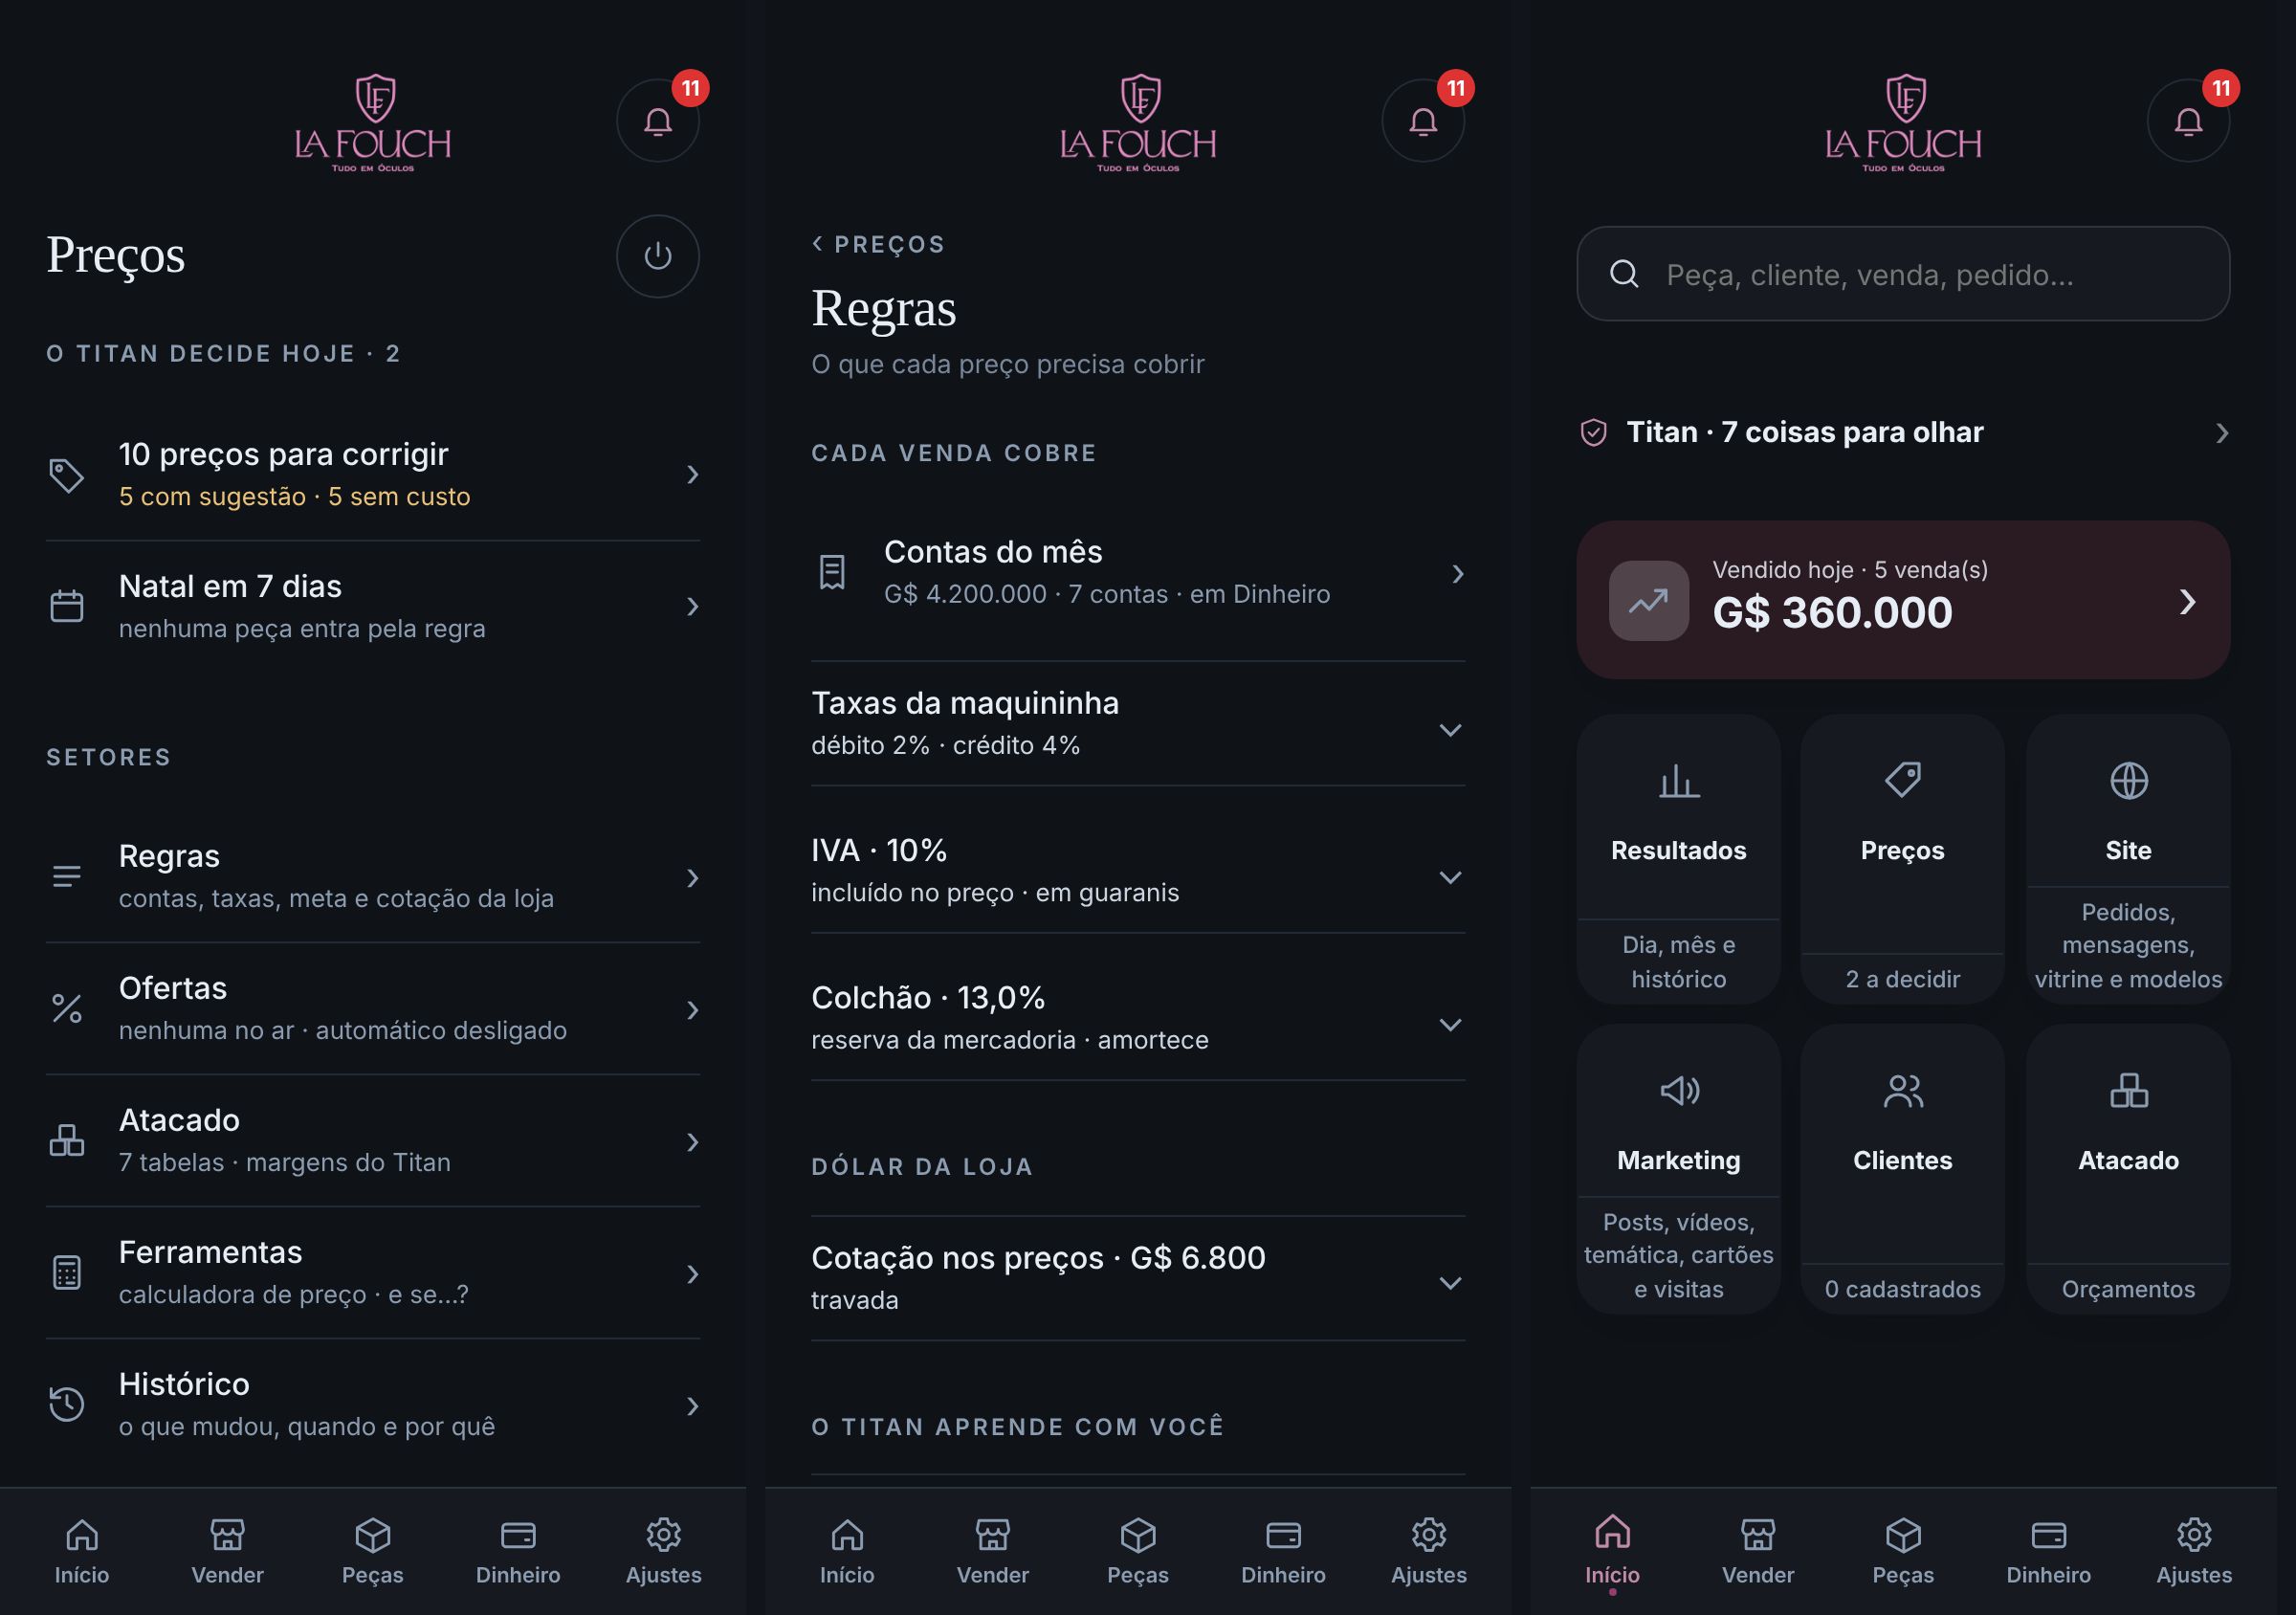 LF
LA FOUCH
TUDO EM ÓCULOS
11
Preços
O TITAN DECIDE HOJE · 2
10 preços para corrigir
5 com sugestão · 5 sem custo
Natal em 7 dias
nenhuma peça entra pela regra
SETORES
Regras
contas, taxas, meta e cotação da loja
Ofertas
nenhuma no ar · automático desligado
Atacado
7 tabelas · margens do Titan
Ferramentas
calculadora de preço · e se...?
Histórico
o que mudou, quando e por quê
Início
Vender
Peças
Dinheiro
Ajustes
LF
LA FOUCH
TUDO EM ÓCULOS
11
‹ PREÇOS
Regras
O que cada preço precisa cobrir
CADA VENDA COBRE
Contas do mês
G$ 4.200.000 · 7 contas · em Dinheiro
Taxas da maquininha
débito 2% · crédito 4%
IVA · 10%
incluído no preço · em guaranis
Colchão · 13,0%
reserva da mercadoria · amortece
DÓLAR DA LOJA
Cotação nos preços · G$ 6.800
travada
O TITAN APRENDE COM VOCÊ
Início
Vender
Peças
Dinheiro
Ajustes
LF
LA FOUCH
TUDO EM ÓCULOS
11
Peça, cliente, venda, pedido...
Titan · 7 coisas para olhar
Vendido hoje · 5 venda(s)
G$ 360.000
Resultados
Dia, mês e
histórico
Preços
2 a decidir
Site
Pedidos,
mensagens,
vitrine e modelos
Marketing
Posts, vídeos,
temática, cartões
e visitas
Clientes
0 cadastrados
Atacado
Orçamentos
Início
Vender
Peças
Dinheiro
Ajustes